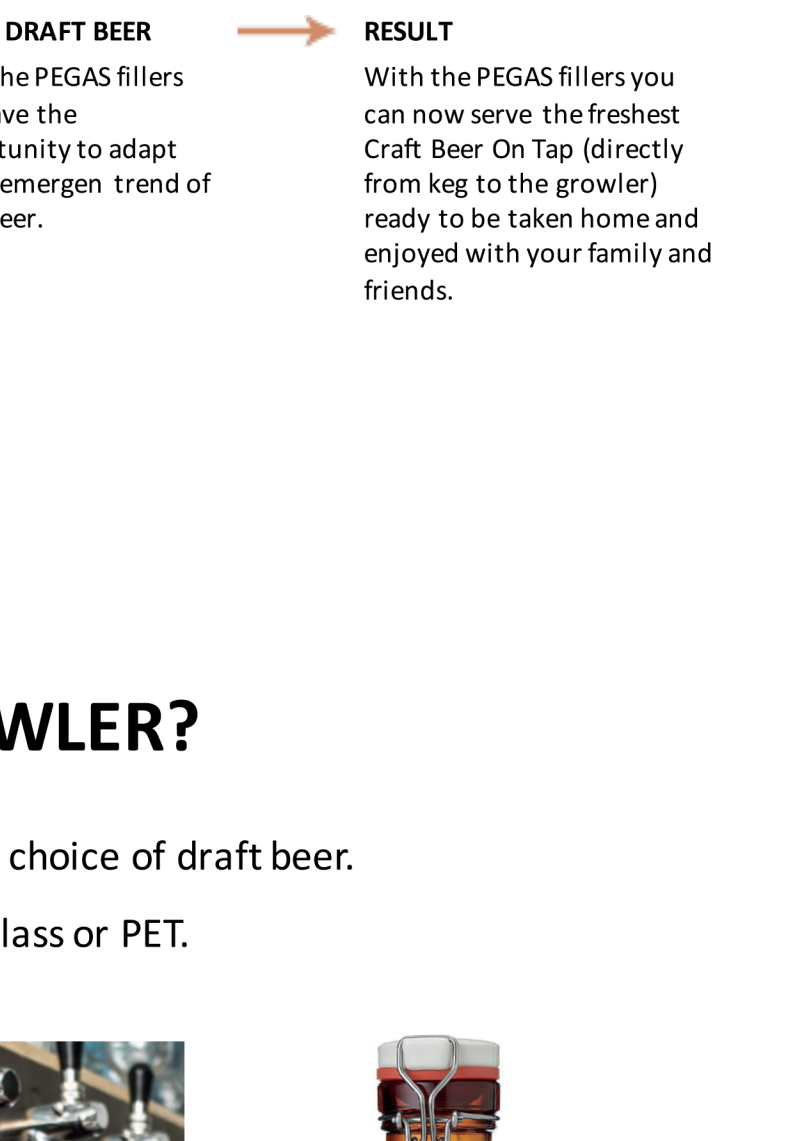 DRAFT BEER
he PEGAS fillers
ve the
tunity to adapt
emergen trend of
eer.
RESULT
With the PEGAS fillers you
can now serve the freshest
Craft Beer On Tap (directly
from keg to the growler)
ready to be taken home and
enjoyed with your family and
friends.
WLER?
choice of draft beer.
lass or PET.